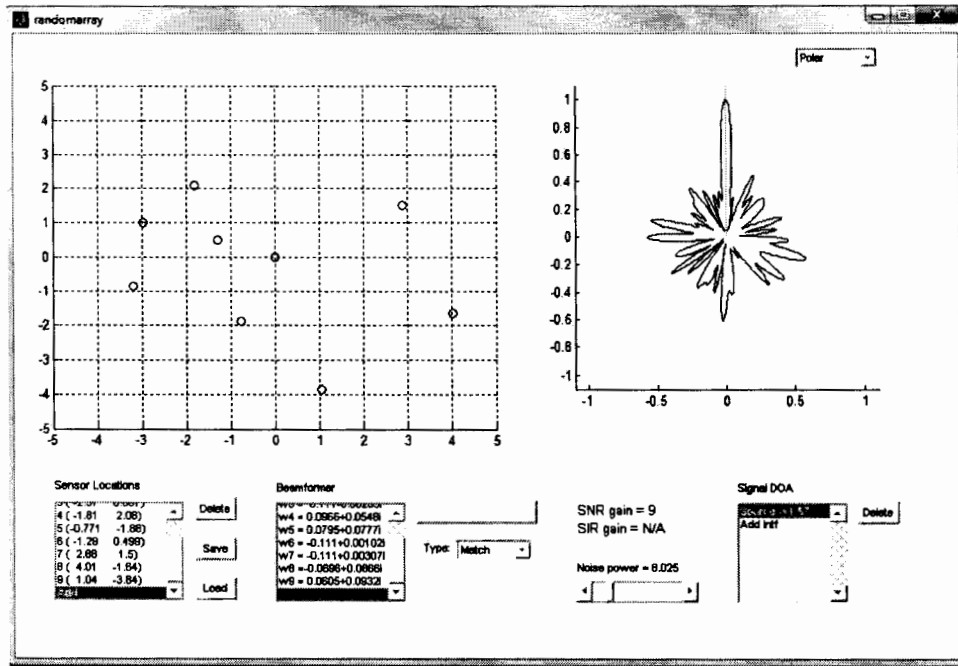 randomarray
Polar
5
4
3
2
1
0
-1
-2
-3
-4
-5
-5 -4 -3 -2 -1 0 1 2 3 4 5
1
0.8
0.6
0.4
0.2
0
-0.2
-0.4
-0.6
-0.8
-1
-1 -0.5 0 0.5 1
Sensor Locations
4 ( -1.81 2.08)
5 (-0.771 -1.88)
6 ( -1.28 0.499)
7 ( 2.88 1.5)
8 ( 4.01 -1.64)
9 ( 1.04 -3.84)
Add
Delete
Save
Load
Beamformer
w4 = 0.0966+0.0548i
w5 = 0.0795+0.0777i
w6 = -0.111+0.00102i
w7 = -0.111+0.00307i
w8 = -0.0696+0.0866i
w9 = 0.0605+0.0932i
Type: Match
SNR gain = 9
SIR gain = N/A
Noise power = 8.025
Signal DOA
Add Intf
Delete